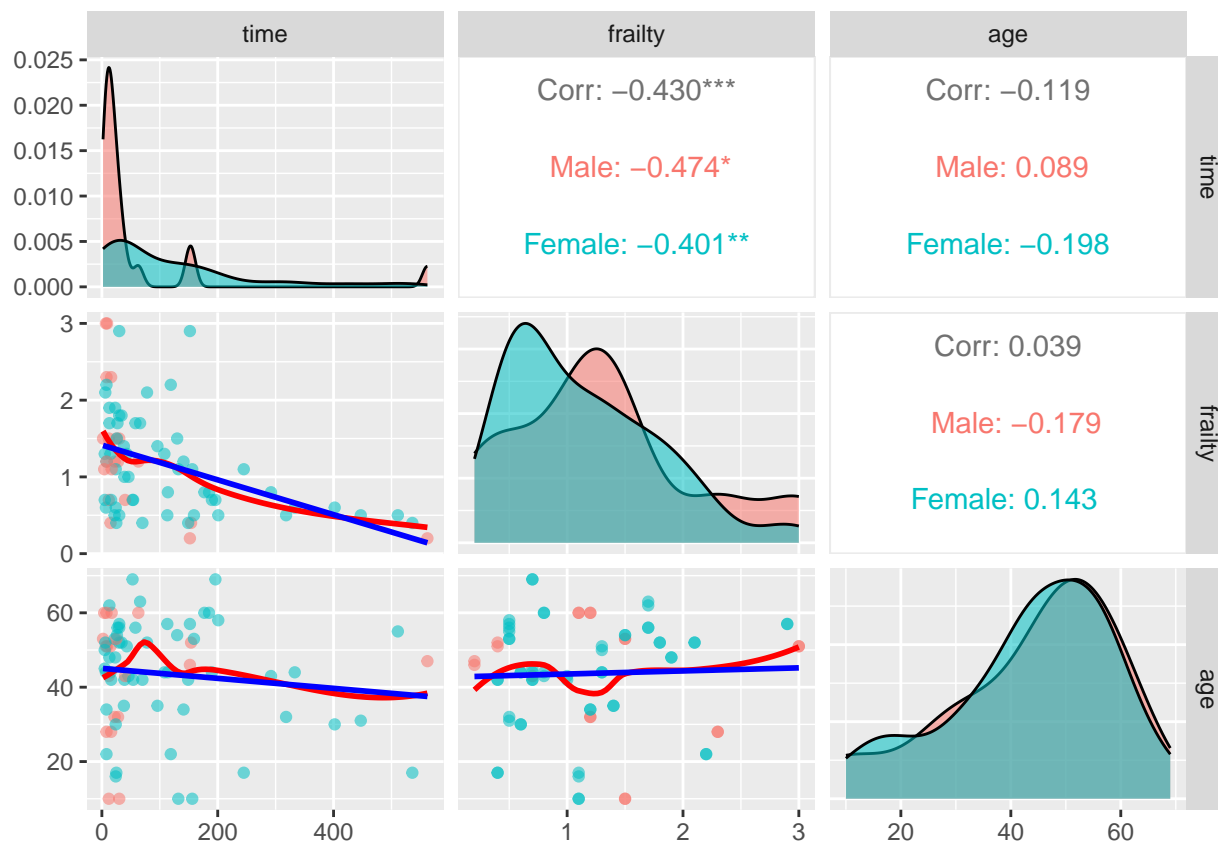 time frailty age
0.025
0.020
0.015
0.010
0.005
0.000
Corr: −0.430***
Male: −0.474*
Female: −0.401**
Corr: −0.119
Male: 0.089
Female: −0.198
time
3
2
1
0
Corr: 0.039
Male: −0.179
Female: 0.143
frailty
60
40
20
age
0 200 400
1 2 3
20 40 60